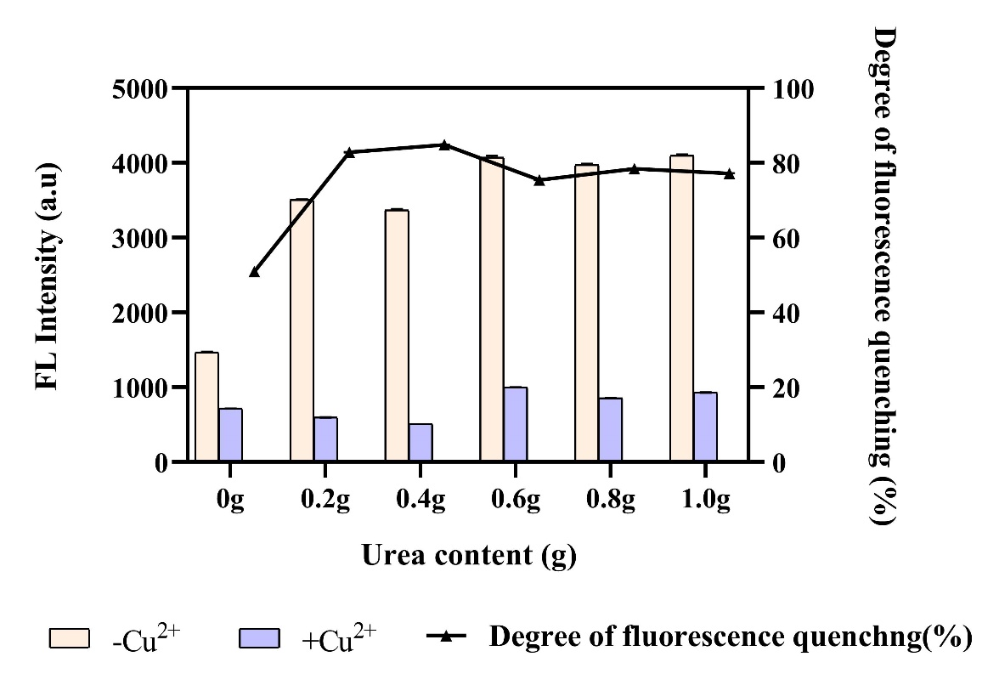 Degree of fluorescence quenching (%)
FL Intensity (a.u)
5000
4000
3000
2000
1000
0
100
80
60
40
20
0
0g 0.2g 0.4g 0.6g 0.8g 1.0g
Urea content (g)
-Cu2+ +Cu2+ Degree of fluorescence quenchng(%)